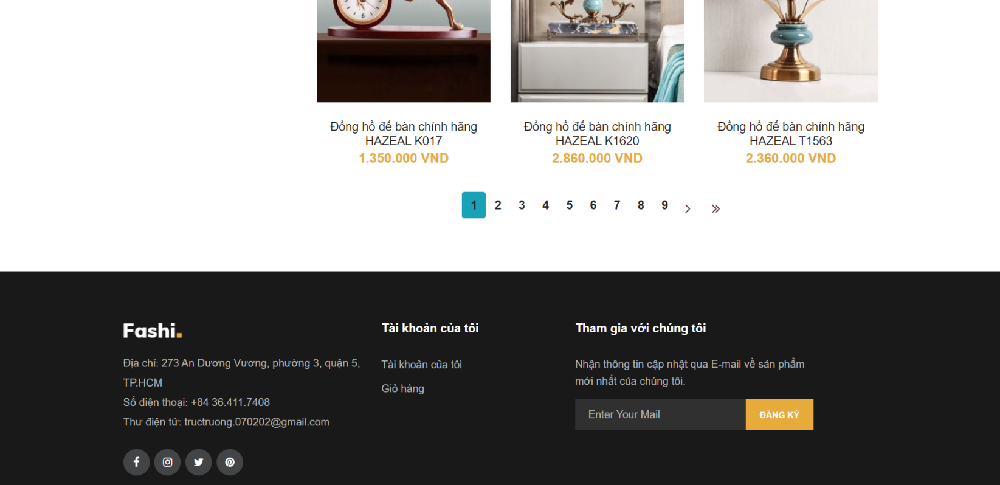 6
Đồng hồ để bàn chính hãng
HAZEAL K017
1.350.000 VND
Đồng hồ để bàn chính hãng
HAZEAL K1620
2.860.000 VND
Đồng hồ để bàn chính hãng
HAZEAL T1563
2.360.000 VND
1 2 3 4 5 6 7 8 9 › »
Fashi.
Địa chỉ: 273 An Dương Vương, phường 3, quận 5,
TP.HCM
Số điện thoại: +84 36.411.7408
Thư điện tử: tructruong.070202@gmail.com
Tài khoản của tôi
Tài khoản của tôi
Giỏ hàng
Tham gia với chúng tôi
Nhận thông tin cập nhật qua E-mail về sản phẩm
mới nhất của chúng tôi.
Enter Your Mail
ĐĂNG KÝ